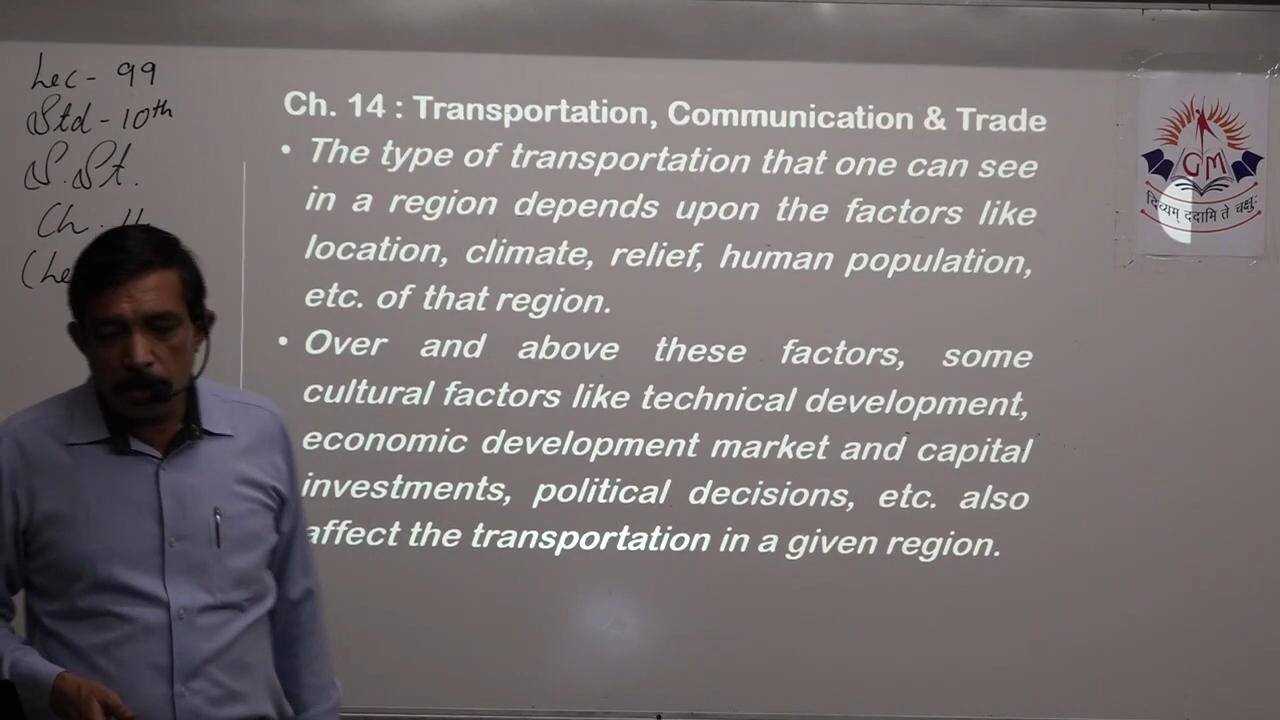 Lec - 99
Std - 10th
S.St.
Ch.
Ch. 14 : Transportation, Communication & Trade
• The type of transportation that one can see
in a region depends upon the factors like
location, climate, relief, human population,
etc. of that region.
• Over and above these factors, some
cultural factors like technical development,
economic development market and capital
investments, political decisions, etc. also
affect the transportation in a given region.
GM
दिव्यम् ददामि ते चक्षुः